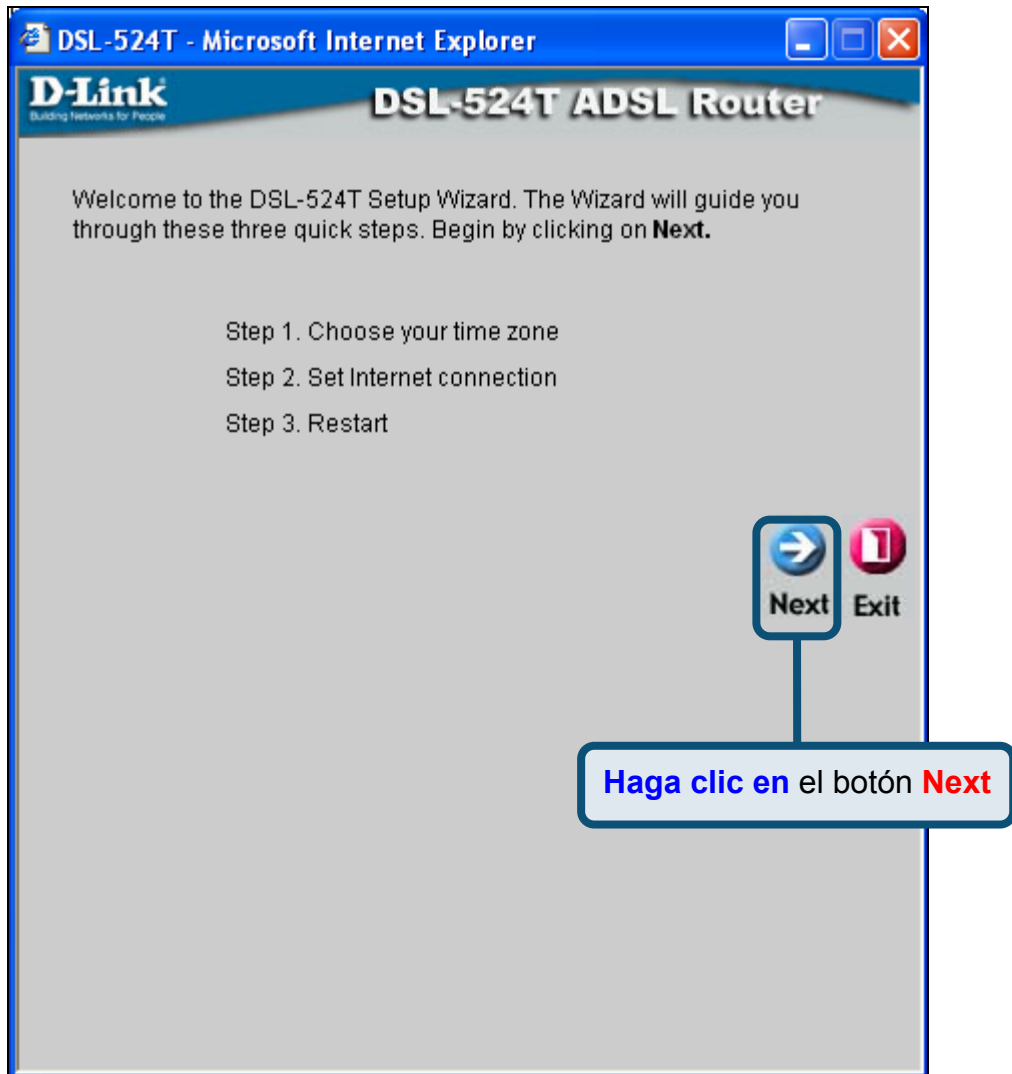 DSL-524T - Microsoft Internet Explorer
D-Link
Building Networks for People
DSL-524T ADSL Router
Welcome to the DSL-524T Setup Wizard. The Wizard will guide you
through these three quick steps. Begin by clicking on Next.
Step 1. Choose your time zone
Step 2. Set Internet connection
Step 3. Restart
Next Exit
Haga clic en el botón Next